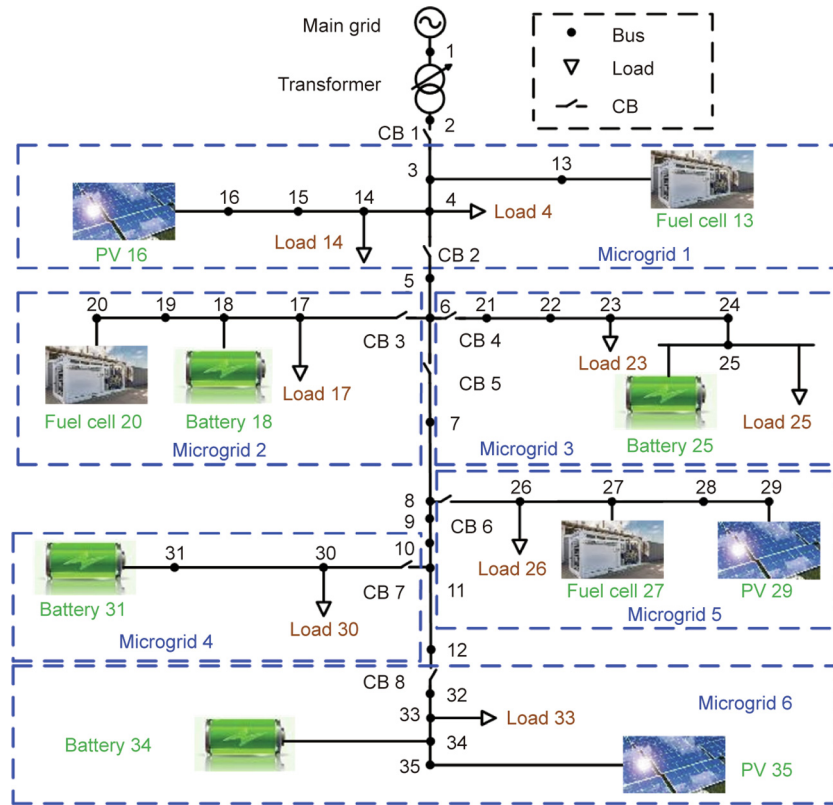 Main grid
1
Bus
Transformer
Load
CB
2
CB 1
3
13
16
15
14
4
Load 4
Fuel cell 13
PV 16
Load 14
CB 2
Microgrid 1
5
20
19
18
17
6
21
22
23
24
CB 3
CB 4
Load 23
25
CB 5
Fuel cell 20
Battery 18
Load 17
Load 25
7
Microgrid 2
Microgrid 3
Battery 25
8
26
27
28
29
9
CB 6
31
30
10
Load 26
Fuel cell 27
PV 29
CB 7
11
Battery 31
Load 30
Microgrid 5
Microgrid 4
12
CB 8
32
Microgrid 6
33
Load 33
Battery 34
34
35
PV 35